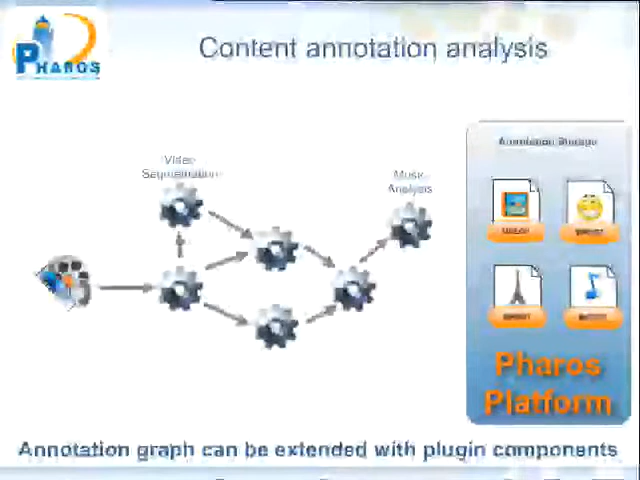 PHAROS
Content annotation analysis
Video
Segmentation
Music
Analysis
Annotation Storage
Pharos
Platform
Annotation graph can be extended with plugin components